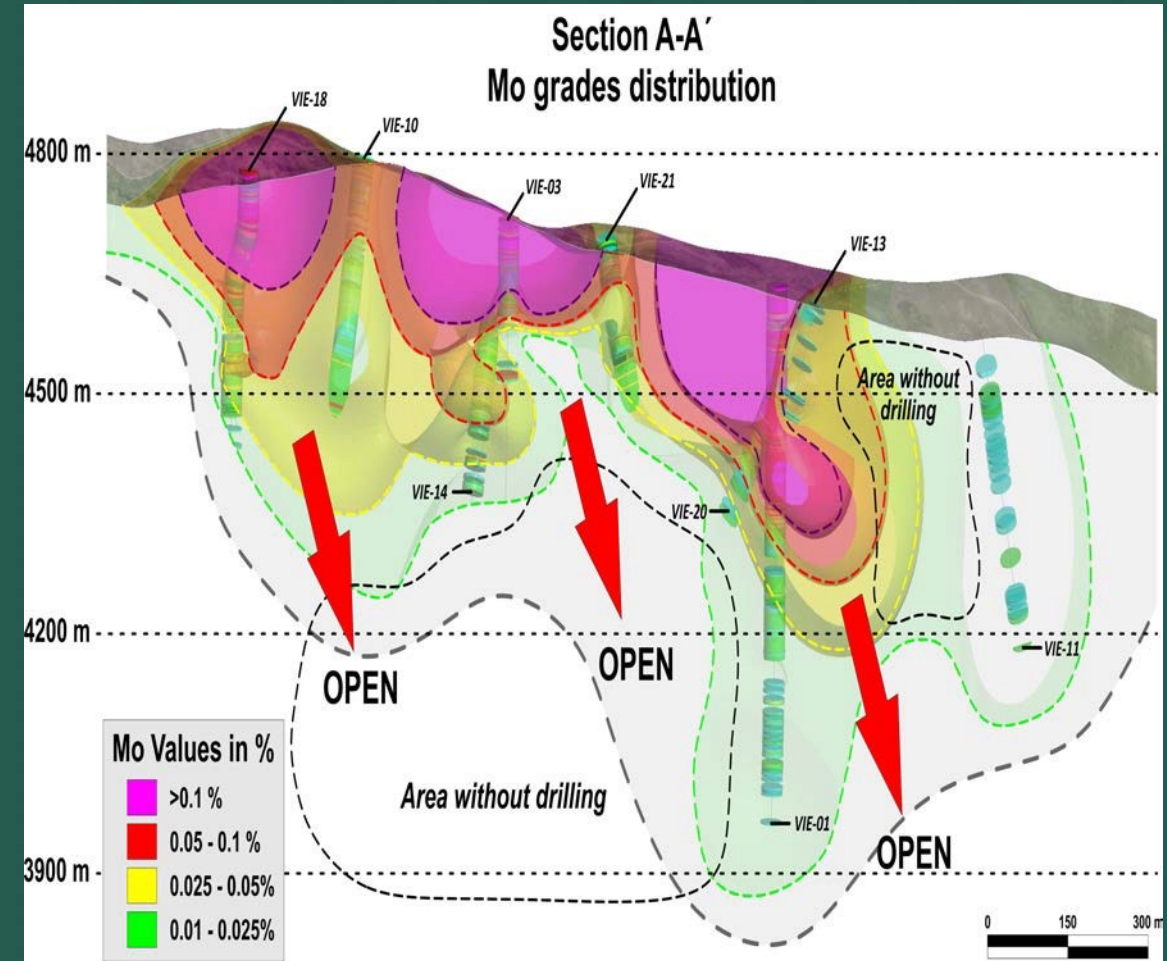 Section A-A´
Mo grades distribution
VIE-18
VIE-10
4800 m
VIE-03
VIE-21
VIE-13
4500 m
Area without
drilling
VIE-14
VIE-20
4200 m
VIE-11
OPEN
OPEN
Mo Values in %
>0.1 %
0.05 - 0.1 %
0.025 - 0.05%
0.01 - 0.025%
Area without drilling
VIE-01
OPEN
3900 m
0 150 300 m